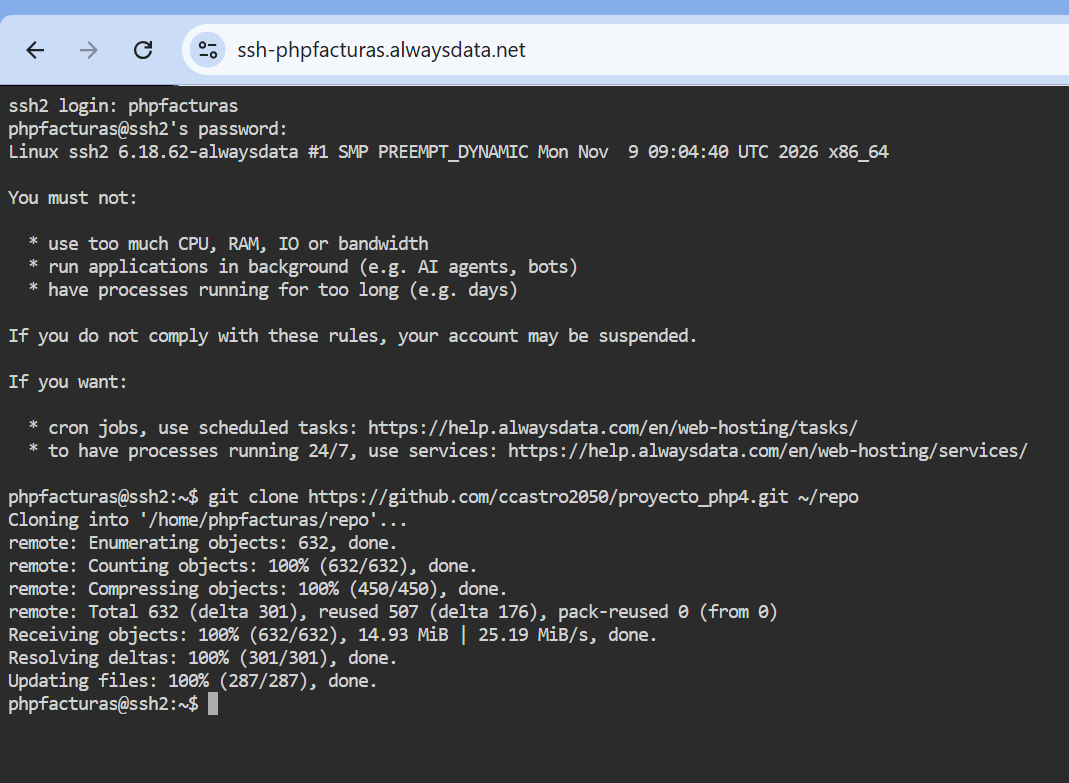 ssh-phpfacturas.alwaysdata.net
ssh2 login: phpfacturas
phpfacturas@ssh2's password:
Linux ssh2 6.18.62-alwaysdata #1 SMP PREEMPT_DYNAMIC Mon Nov  9 09:04:40 UTC 2026 x86_64
You must not:
* use too much CPU, RAM, IO or bandwidth
* run applications in background (e.g. AI agents, bots)
* have processes running for too long (e.g. days)
If you do not comply with these rules, your account may be suspended.
If you want:
* cron jobs, use scheduled tasks: https://help.alwaysdata.com/en/web-hosting/tasks/
* to have processes running 24/7, use services: https://help.alwaysdata.com/en/web-hosting/services/
phpfacturas@ssh2:~$ git clone https://github.com/ccastro2050/proyecto_php4.git ~/repo
Cloning into '/home/phpfacturas/repo'...
remote: Enumerating objects: 632, done.
remote: Counting objects: 100% (632/632), done.
remote: Compressing objects: 100% (450/450), done.
remote: Total 632 (delta 301), reused 507 (delta 176), pack-reused 0 (from 0)
Receiving objects: 100% (632/632), 14.93 MiB | 25.19 MiB/s, done.
Resolving deltas: 100% (301/301), done.
Updating files: 100% (287/287), done.
phpfacturas@ssh2:~$